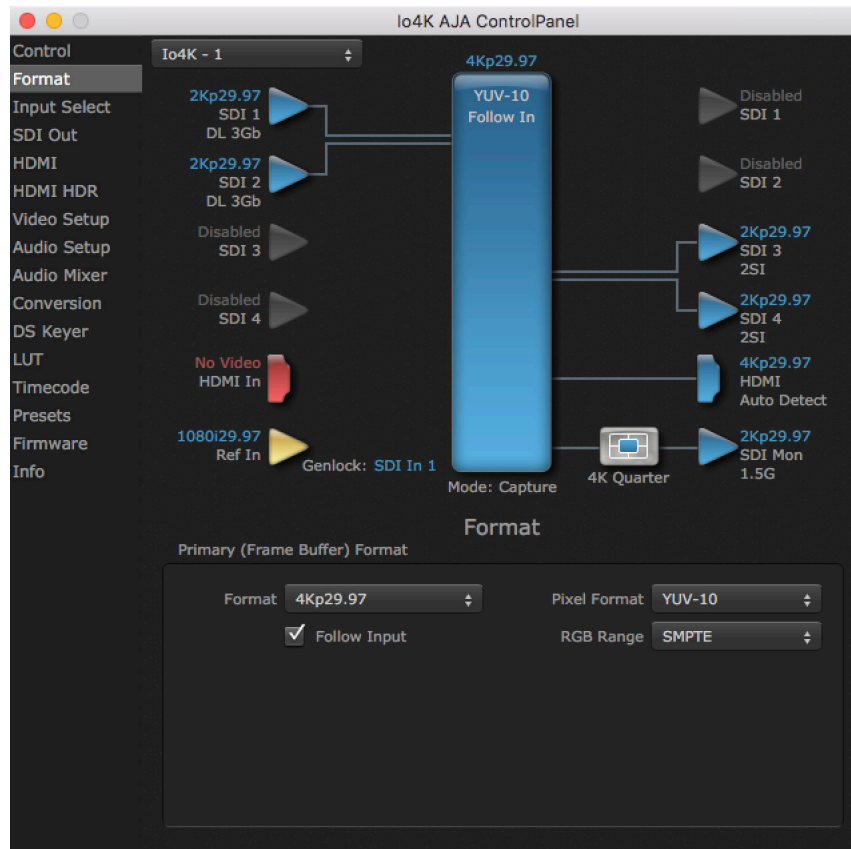 Io4K AJA ControlPanel
Control
Format
Input Select
SDI Out
HDMI
HDMI HDR
Video Setup
Audio Setup
Audio Mixer
Conversion
DS Keyer
LUT
Timecode
Presets
Firmware
Info
Io4K - 1
4Kp29.97
YUV-10
Follow In
2Kp29.97
SDI 1
DL 3Gb
2Kp29.97
SDI 2
DL 3Gb
Disabled
SDI 3
Disabled
SDI 4
No Video
HDMI In
1080i29.97
Ref In
Genlock: SDI In 1
Mode: Capture
Disabled
SDI 1
Disabled
SDI 2
2Kp29.97
SDI 3
2SI
2Kp29.97
SDI 4
2SI
4Kp29.97
HDMI
Auto Detect
4K Quarter
2Kp29.97
SDI Mon
1.5G
Format
Primary (Frame Buffer) Format
Format 4Kp29.97
Pixel Format YUV-10
Follow Input
RGB Range SMPTE